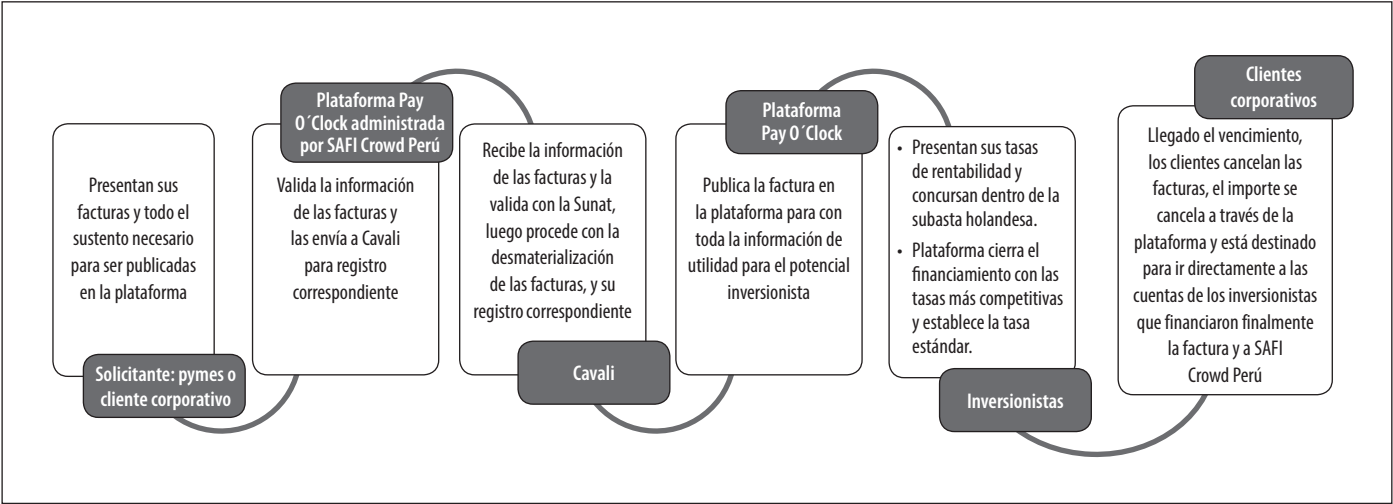 Presentan sus
facturas y todo el
sustento necesario
para ser publicadas
en la plataforma
Solicitante: pymes o
cliente corporativo
Plataforma Pay
O´Clock administrada
por SAFI Crowd Perú
Valida la información
de las facturas y
las envía a Cavali
para registro
correspondiente
Recibe la información
de las facturas y la
valida con la Sunat,
luego procede con la
desmaterialización
de las facturas, y su
registro correspondiente
Cavali
Plataforma
Pay O´Clock
Publica la factura en
la plataforma para con
toda la información de
utilidad para el potencial
inversionista
• Presentan sus tasas
de rentabilidad y
concursan dentro de la
subasta holandesa.
• Plataforma cierra el
financiamiento con las
tasas más competitivas
y establece la tasa
estándar.
Inversionistas
Clientes
corporativos
Llegado el vencimiento,
los clientes cancelan las
facturas, el importe se
cancela a través de la
plataforma y está destinado
para ir directamente a las
cuentas de los inversionistas
que financiaron finalmente
la factura y a SAFI
Crowd Perú